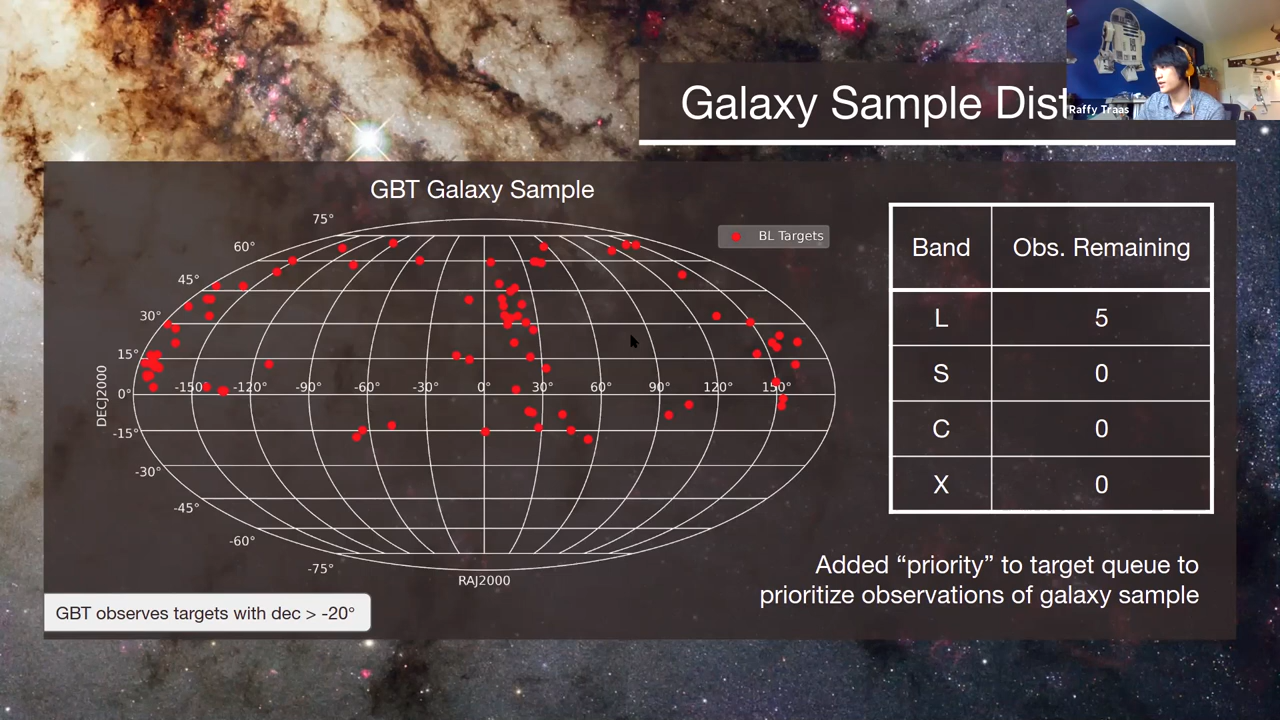 Galaxy Sample Dist
Raffy Traas
GBT Galaxy Sample
BL Targets
75°
60°
45°
30°
15°
0°
-15°
-30°
-45°
-60°
-75°
DECJ2000
-150° -120° -90° -60° -30° 0° 30° 60° 90° 120° 150°
RAJ2000
GBT observes targets with dec > -20°
Band Obs. Remaining
L 5
S 0
C 0
X 0
Added “priority” to target queue to
prioritize observations of galaxy sample